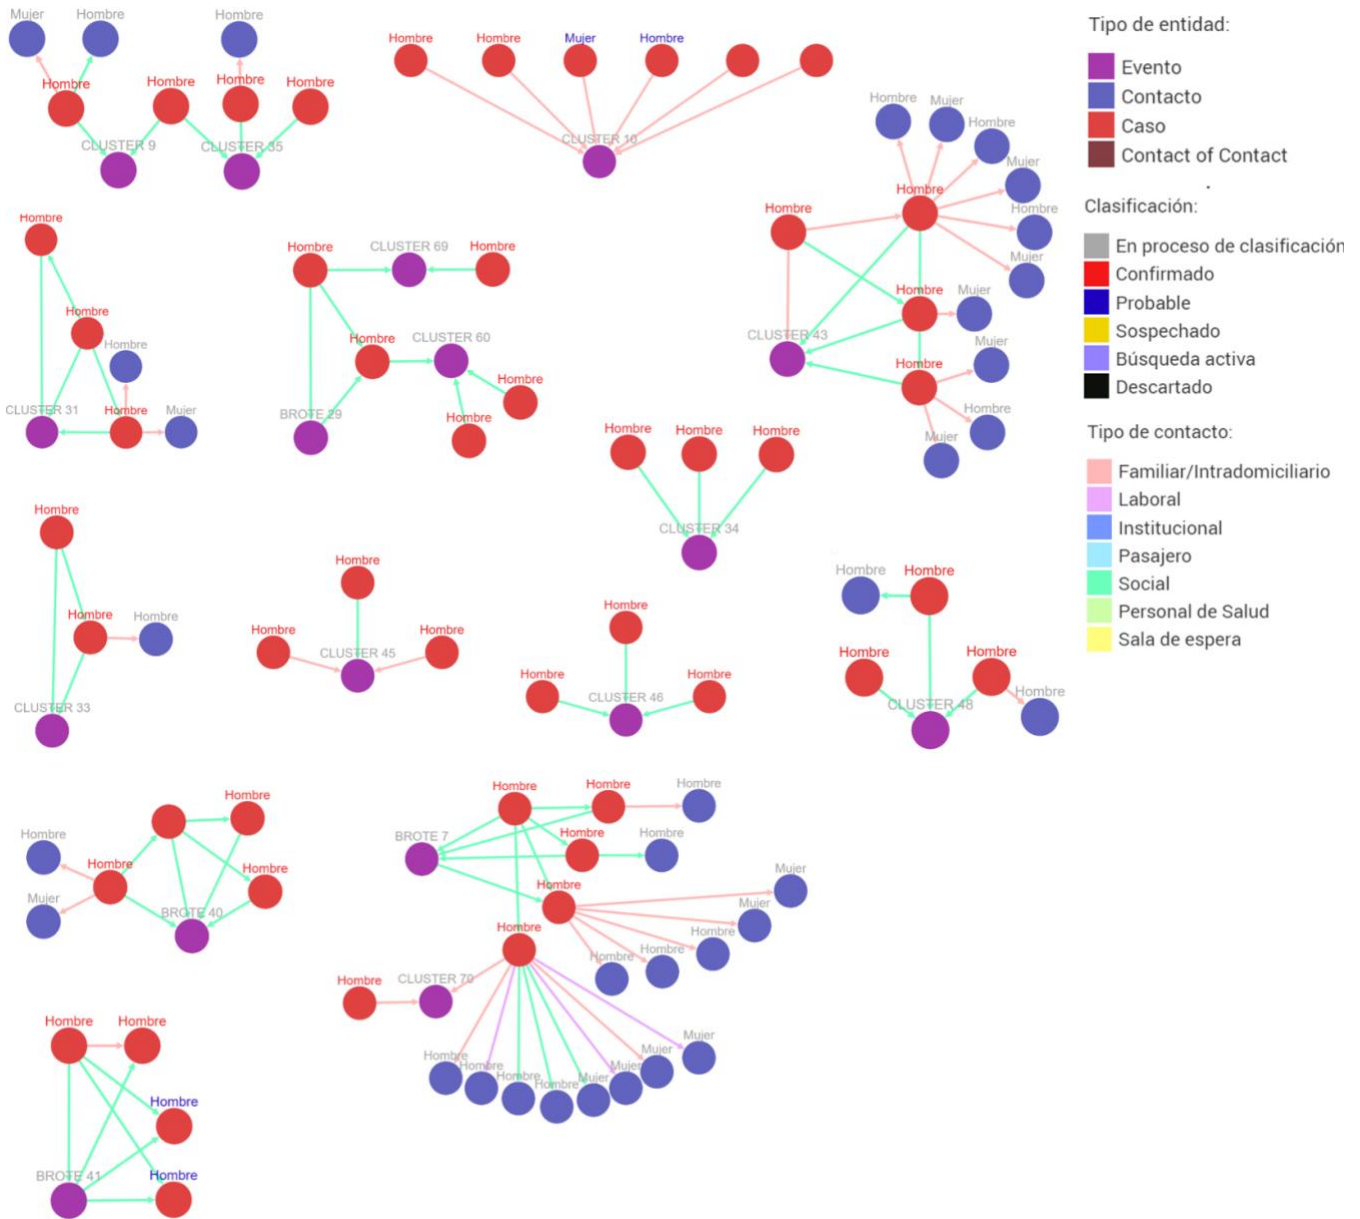 Mujer
Hombre
Hombre
Hombre
Hombre
Hombre
Hombre
CLUSTER 9
CLUSTER 35
Hombre
Hombre
Mujer
Hombre
CLUSTER 10
Hombre
Mujer
Hombre
Mujer
Hombre
Mujer
Hombre
Hombre
Hombre
Mujer
CLUSTER 43
Hombre
Mujer
Hombre
Mujer
Hombre
Hombre
Hombre
CLUSTER 31
Hombre
Mujer
Hombre
CLUSTER 69
Hombre
Hombre
CLUSTER 60
Hombre
BROTE 29
Hombre
Hombre
Hombre
Hombre
CLUSTER 34
Hombre
Hombre
Hombre
CLUSTER 33
Hombre
Hombre
Hombre
CLUSTER 45
Hombre
Hombre
Hombre
CLUSTER 46
Hombre
Hombre
Hombre
Hombre
Hombre
CLUSTER 48
Hombre
Hombre
Hombre
Mujer
Hombre
BROTE 40
Hombre
Hombre
Hombre
BROTE 7
Hombre
Hombre
Hombre
Mujer
Mujer
Hombre
Hombre
Hombre
Hombre
Hombre
CLUSTER 70
Hombre
Hombre
Hombre
Hombre
Mujer
Mujer
Mujer
Mujer
Hombre
Hombre
Hombre
BROTE 41
Hombre
Tipo de entidad:
Evento
Contacto
Caso
Contact of Contact
Clasificación:
En proceso de clasificación
Confirmado
Probable
Sospechado
Búsqueda activa
Descartado
Tipo de contacto:
Familiar/Intradomiciliario
Laboral
Institucional
Pasajero
Social
Personal de Salud
Sala de espera